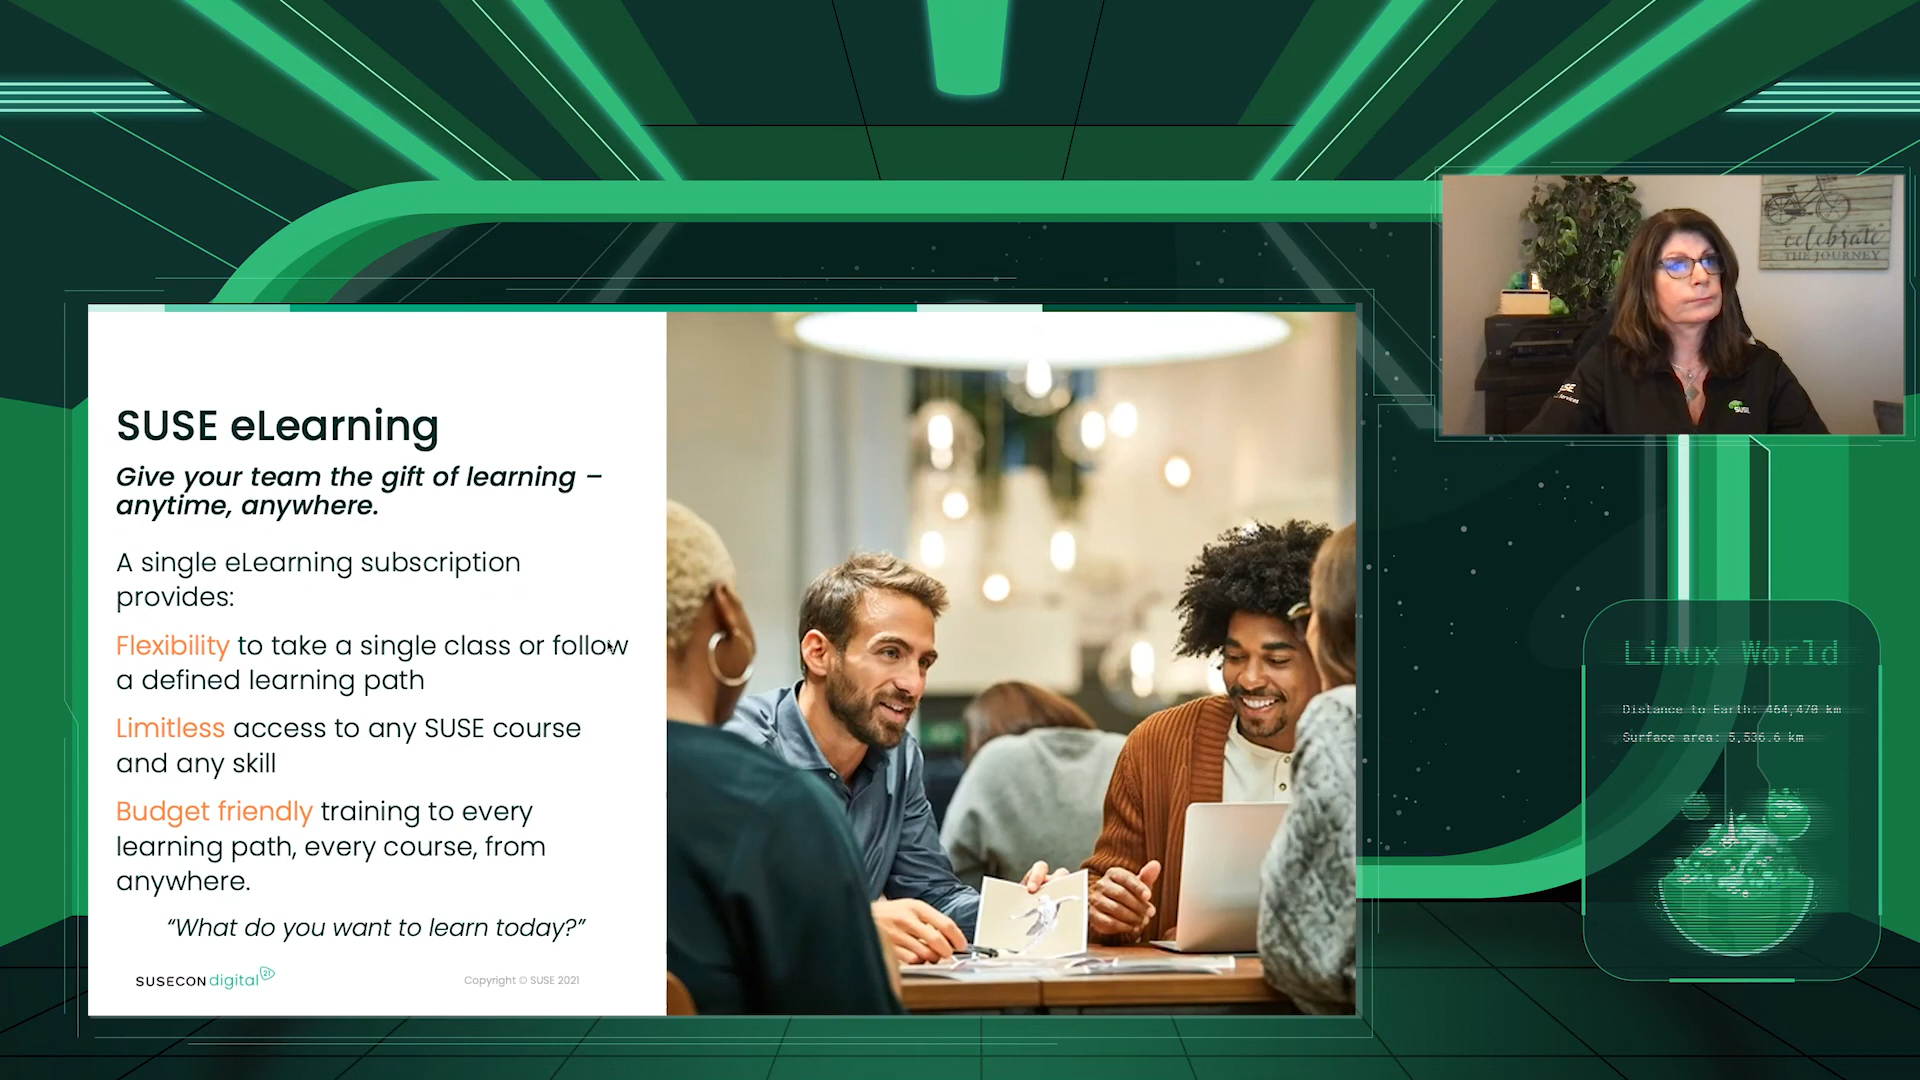 SUSE eLearning
Give your team the gift of learning –
anytime, anywhere.
A single eLearning subscription
provides:
Flexibility to take a single class or follow
a defined learning path
Limitless access to any SUSE course
and any skill
Budget friendly training to every
learning path, every course, from
anywhere.
“What do you want to learn today?”
SUSECON digital 21
Copyright © SUSE 2021
celebrate
THE JOURNEY
SUSE
Linux World
Distance to Earth: 464,470 km
Surface area: 5,536.6 km